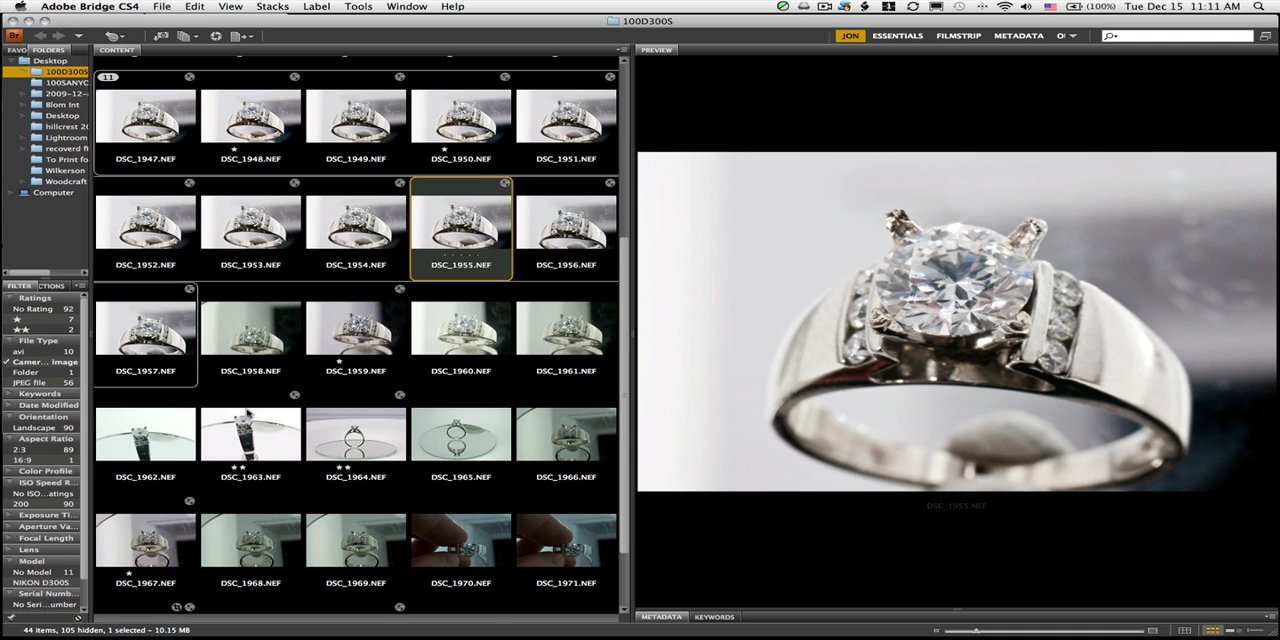 Adobe Bridge CS4 File Edit View Stacks Label Tools Window Help
(100%) Tue Dec 15 11:11 AM
100D300S
Br
JON ESSENTIALS FILMSTRIP METADATA
FAVO FOLDERS CONTENT PREVIEW
Desktop
100D300S
100SANYO
2009-12-
Blom Int
Desktop
hillcrest 20
Lightroom
recoverd f
To Print fo
Wilkerson
Woodcraft
Computer
11
DSC_1947.NEF DSC_1948.NEF DSC_1949.NEF DSC_1950.NEF DSC_1951.NEF
DSC_1952.NEF DSC_1953.NEF DSC_1954.NEF DSC_1955.NEF DSC_1956.NEF
DSC_1957.NEF DSC_1958.NEF DSC_1959.NEF DSC_1960.NEF DSC_1961.NEF
DSC_1962.NEF DSC_1963.NEF DSC_1964.NEF DSC_1965.NEF DSC_1966.NEF
DSC_1967.NEF DSC_1968.NEF DSC_1969.NEF DSC_1970.NEF DSC_1971.NEF
DSC_1955.NEF
FILTER CTIONS
Ratings
No Rating 92
★ 7
★★ 2
File Type
avi 10
Camer... image
Folder 1
JPEG file 56
Keywords
Date Modified
Orientation
Landscape 90
Aspect Ratio
2:3 89
16:9 1
Color Profile
ISO Speed R...
No ISO...atings
200 90
Exposure Ti...
Aperture Va...
Focal Length
Lens
Model
No Model 11
NIKON D300S
Serial Numb...
No Seri...umber
METADATA KEYWORDS
44 items, 105 hidden, 1 selected - 10.15 MB